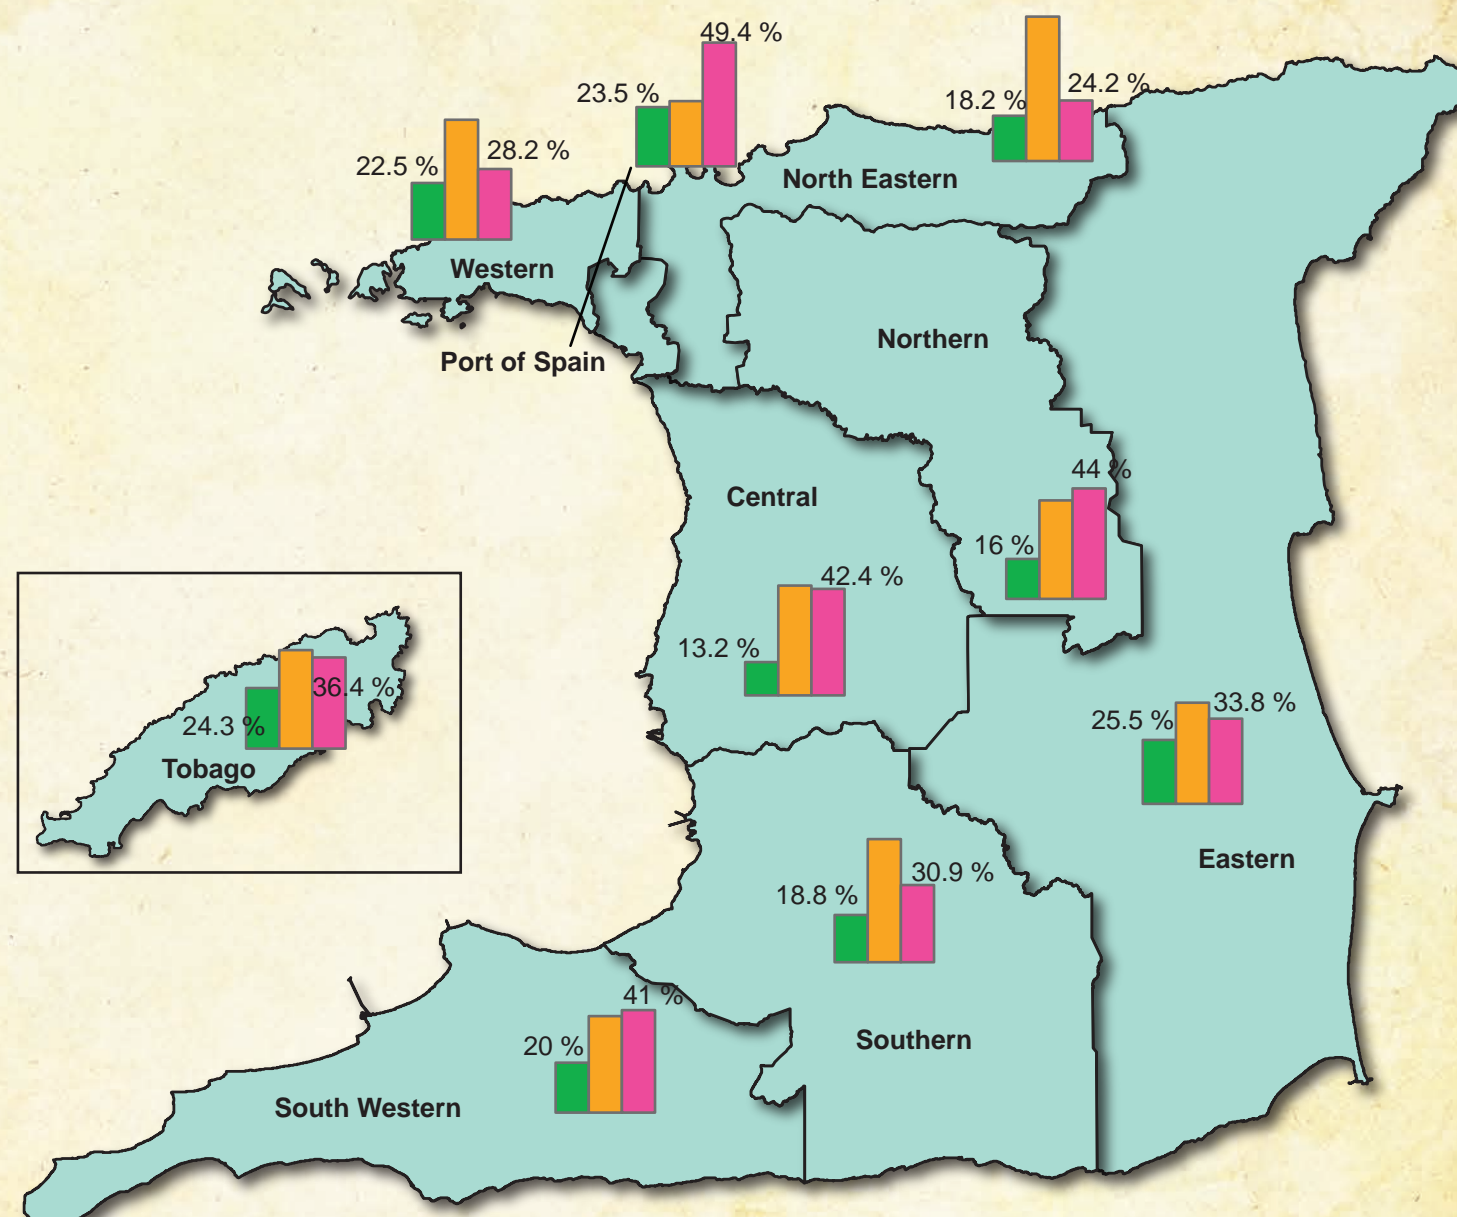 49.4 %
23.5 %
24.2 %
18.2 %
28.2 %
22.5 %
North Eastern
Western
Northern
Port of Spain
44 %
Central
16 %
42.4 %
13.2 %
36.4 %
24.3 %
Tobago
33.8 %
25.5 %
Eastern
30.9 %
18.8 %
41 %
Southern
20 %
South Western